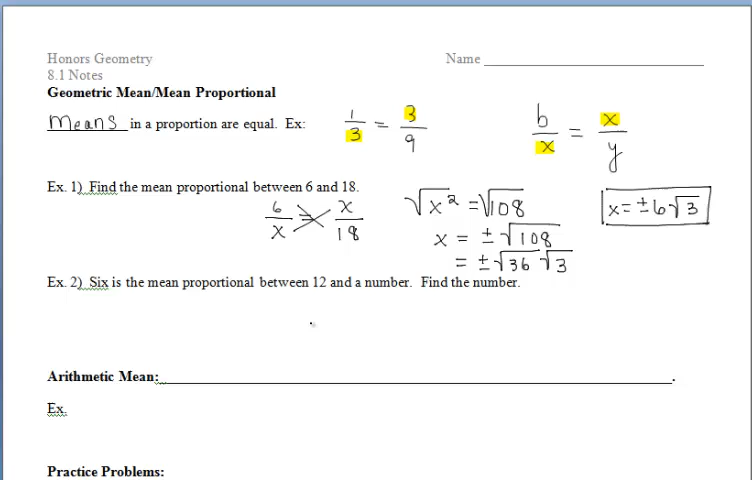 Honors Geometry Name
8.1 Notes
Geometric Mean/Mean Proportional
Means in a proportion are equal. Ex: 1/3 = 3/9 b/x = x/y
Ex. 1) Find the mean proportional between 6 and 18.
6/x = x/18 √x² = √108 x = ±6√3
x = ±√108
= ±√36 √3
Ex. 2) Six is the mean proportional between 12 and a number. Find the number.
Arithmetic Mean: .
Ex.
Practice Problems: